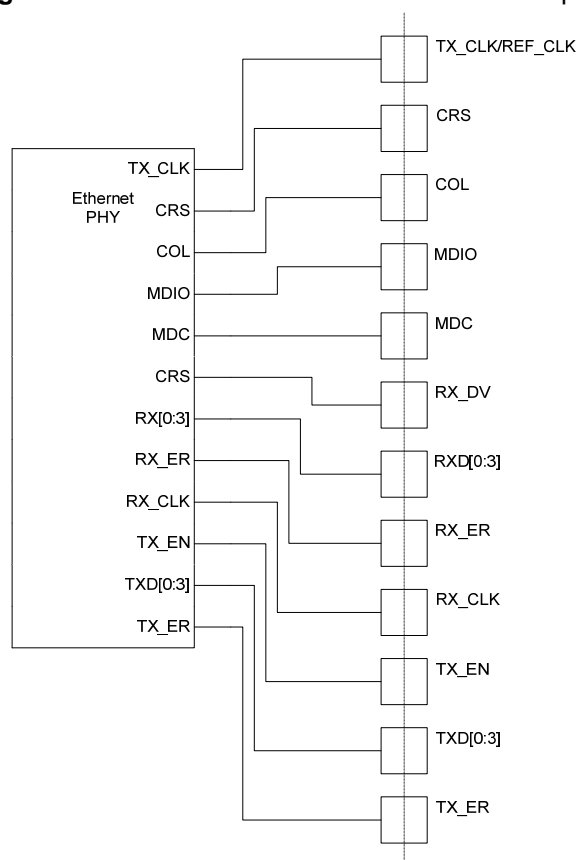 TX_CLK/REF_CLK
CRS
COL
MDIO
MDC
RX_DV
RXD[0:3]
RX_ER
RX_CLK
TX_EN
TXD[0:3]
TX_ER
Ethernet
PHY
TX_CLK
CRS
COL
MDIO
MDC
CRS
RX[0:3]
RX_ER
RX_CLK
TX_EN
TXD[0:3]
TX_ER